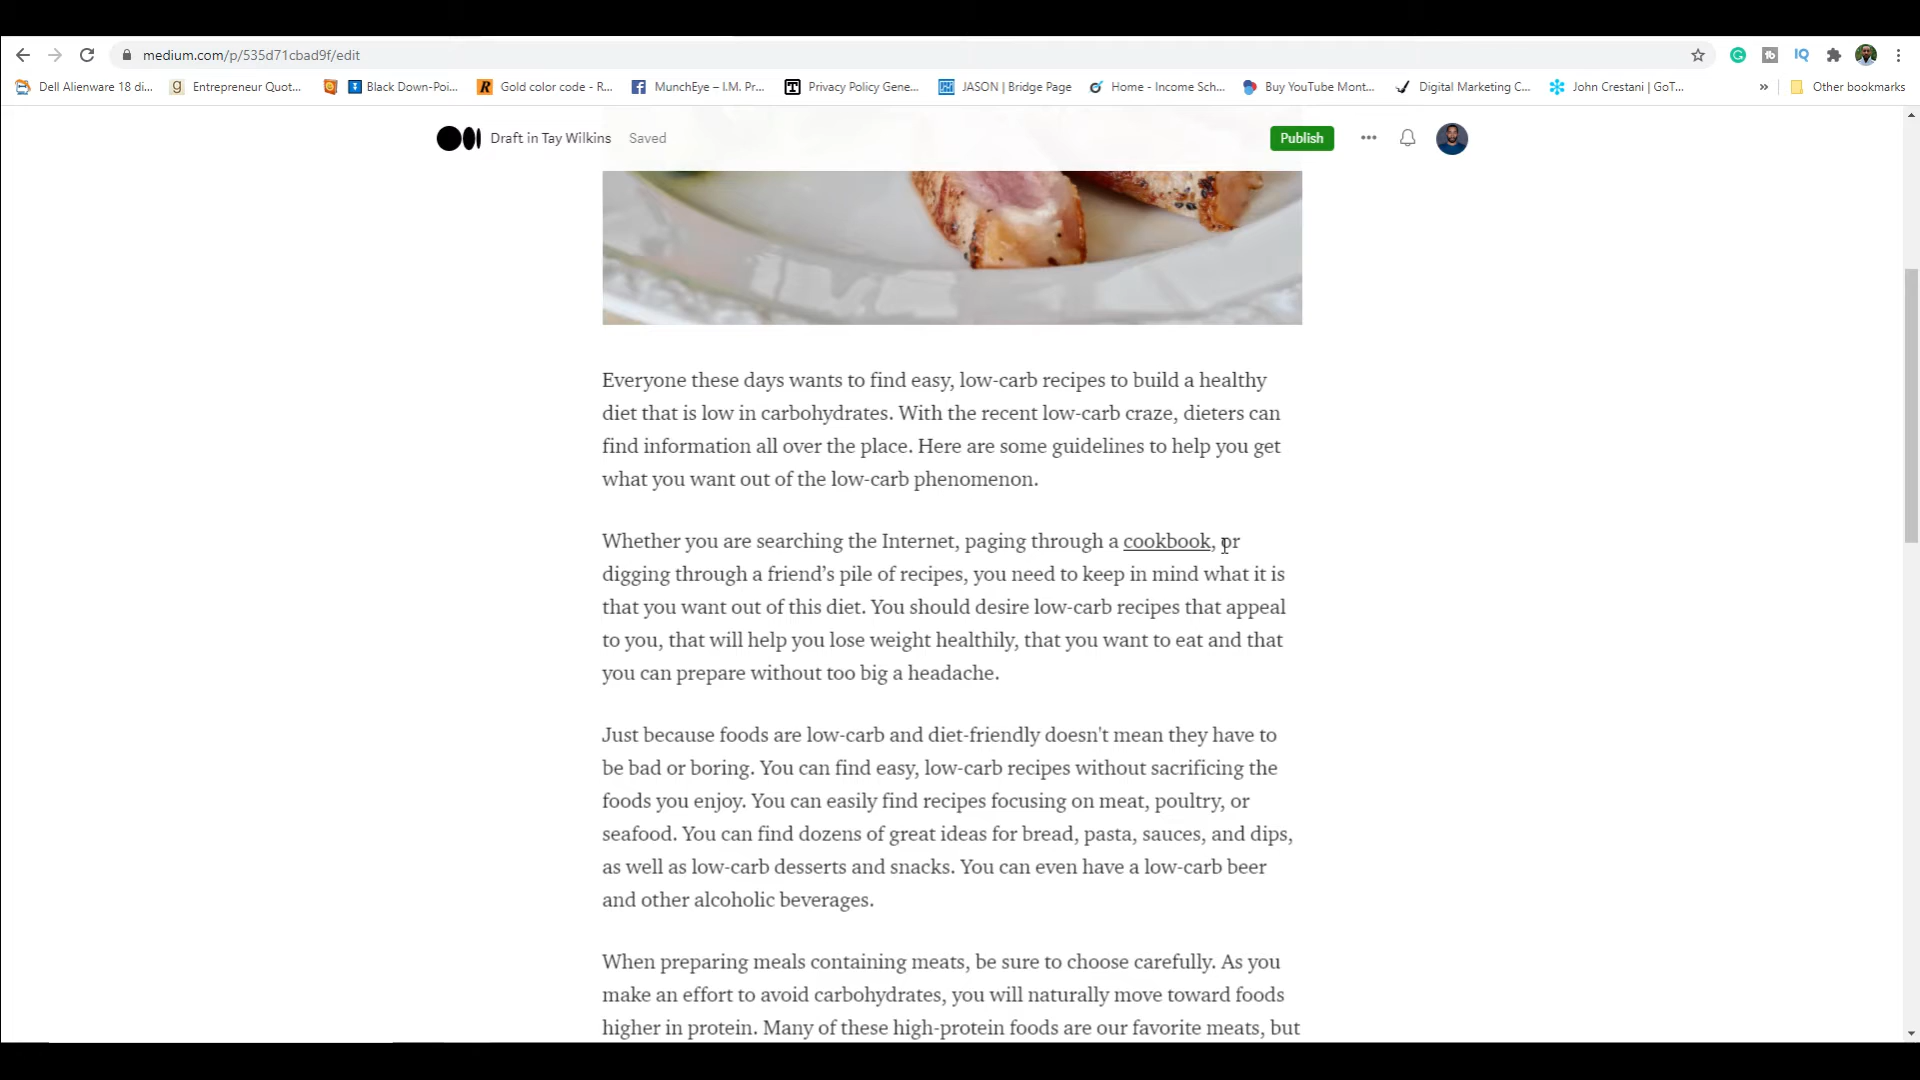 medium.com/p/535d71cbad9f/edit
Dell Alienware 18 di...
Entrepreneur Quot...
Black Down-Poi...
Gold color code - R...
MunchEye – I.M. Pr...
Privacy Policy Gene...
JASON | Bridge Page
Home - Income Sch...
Buy YouTube Mont...
Digital Marketing C...
John Crestani | GoT...
»
Other bookmarks
Draft in Tay Wilkins
Saved
Publish
Everyone these days wants to find easy, low-carb recipes to build a healthy
diet that is low in carbohydrates. With the recent low-carb craze, dieters can
find information all over the place. Here are some guidelines to help you get
what you want out of the low-carb phenomenon.
Whether you are searching the Internet, paging through a cookbook, or
digging through a friend’s pile of recipes, you need to keep in mind what it is
that you want out of this diet. You should desire low-carb recipes that appeal
to you, that will help you lose weight healthily, that you want to eat and that
you can prepare without too big a headache.
Just because foods are low-carb and diet-friendly doesn't mean they have to
be bad or boring. You can find easy, low-carb recipes without sacrificing the
foods you enjoy. You can easily find recipes focusing on meat, poultry, or
seafood. You can find dozens of great ideas for bread, pasta, sauces, and dips,
as well as low-carb desserts and snacks. You can even have a low-carb beer
and other alcoholic beverages.
When preparing meals containing meats, be sure to choose carefully. As you
make an effort to avoid carbohydrates, you will naturally move toward foods
higher in protein. Many of these high-protein foods are our favorite meats, but